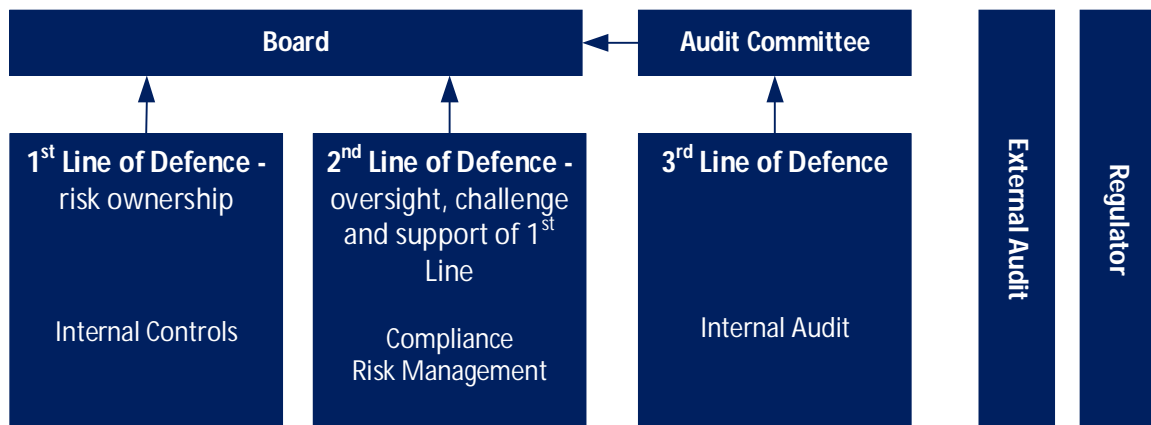 Board
Audit Committee
1st Line of Defence -
risk ownership
Internal Controls
2nd Line of Defence -
oversight, challenge
and support of 1st
Line
Compliance
Risk Management
3rd Line of Defence
Internal Audit
External Audit
Regulator